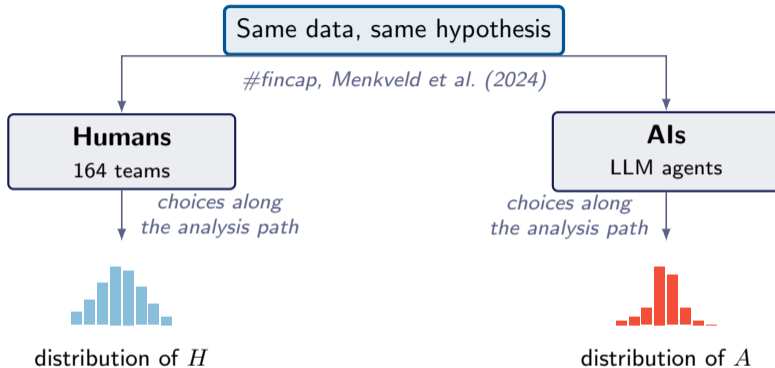 Same data, same hypothesis
#fincap, Menkveld et al. (2024)
Humans
164 teams
AIs
LLM agents
choices along
the analysis path
choices along
the analysis path
distribution of H
distribution of A